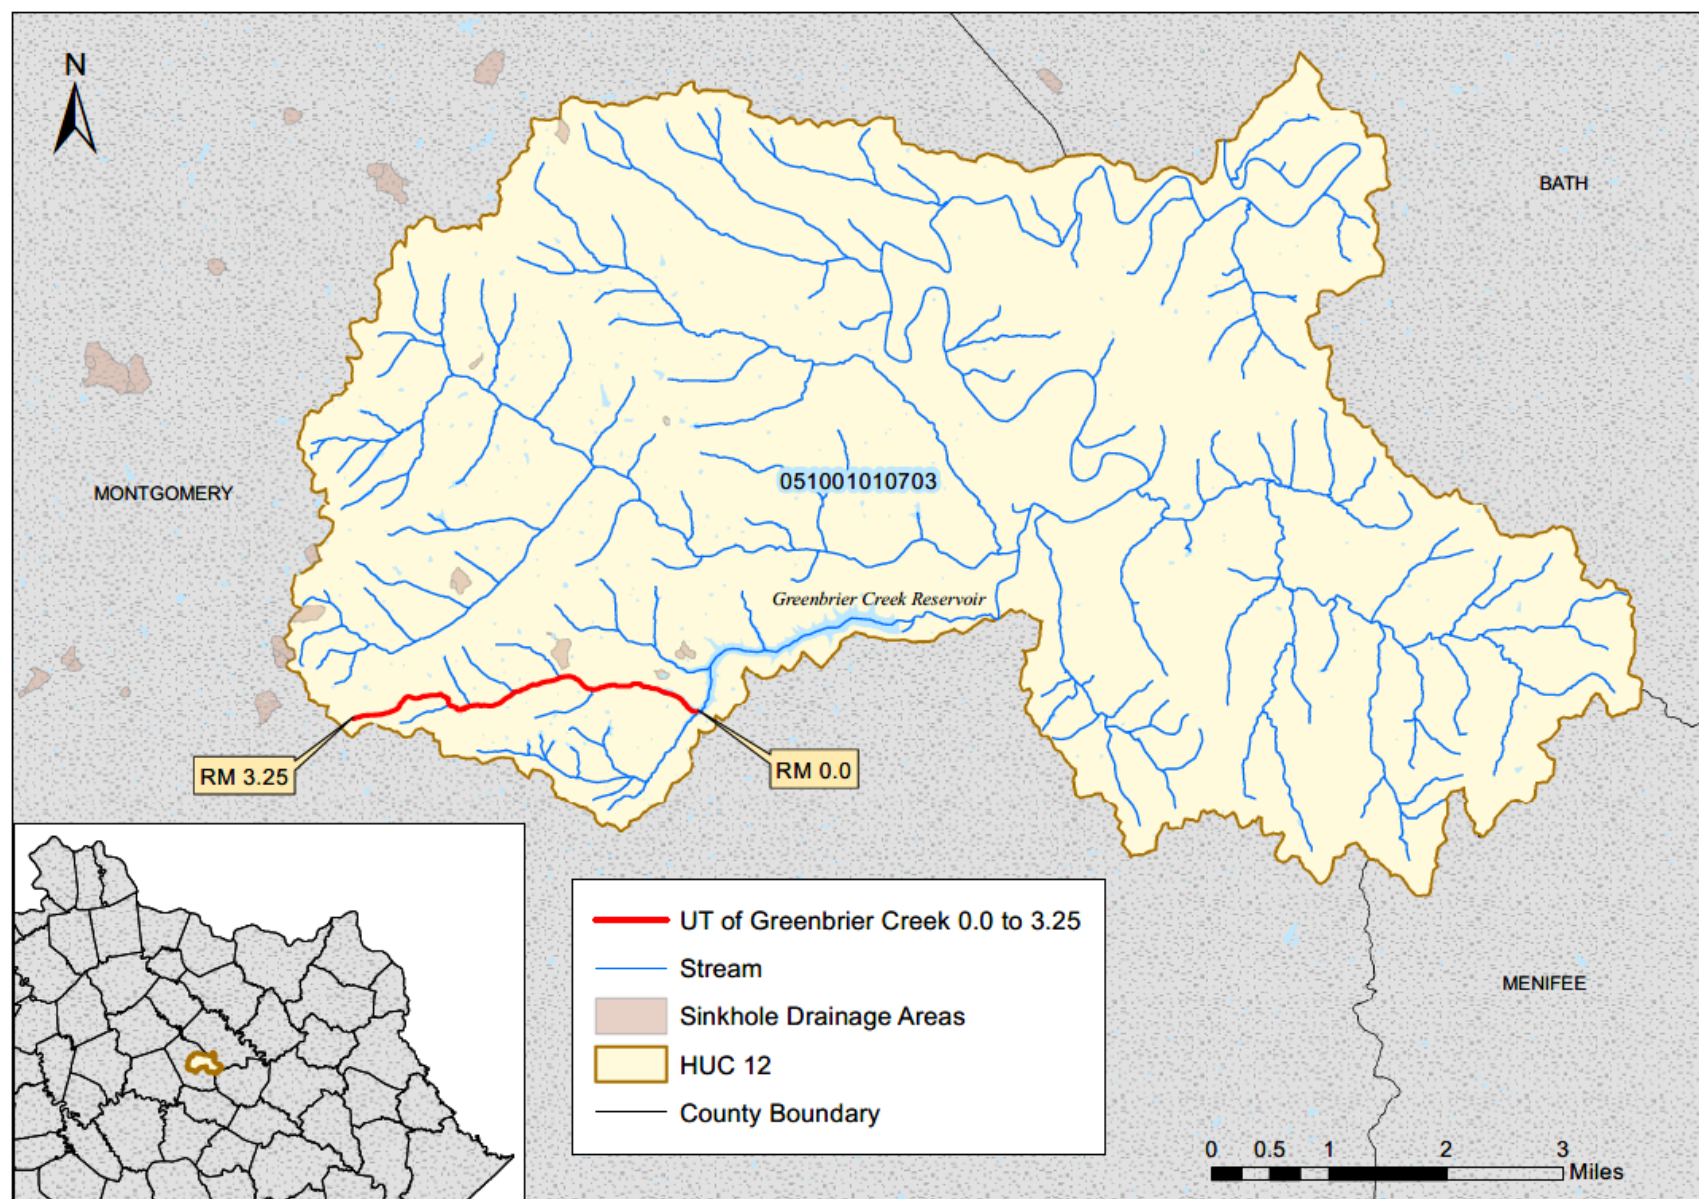 N
BATH
051001010703
MONTGOMERY
Greenbrier Creek Reservoir
RM 3.25
RM 0.0
UT of Greenbrier Creek 0.0 to 3.25
Stream
Sinkhole Drainage Areas
HUC 12
County Boundary
MENIFEE
0 0.5 1 2 3
Miles